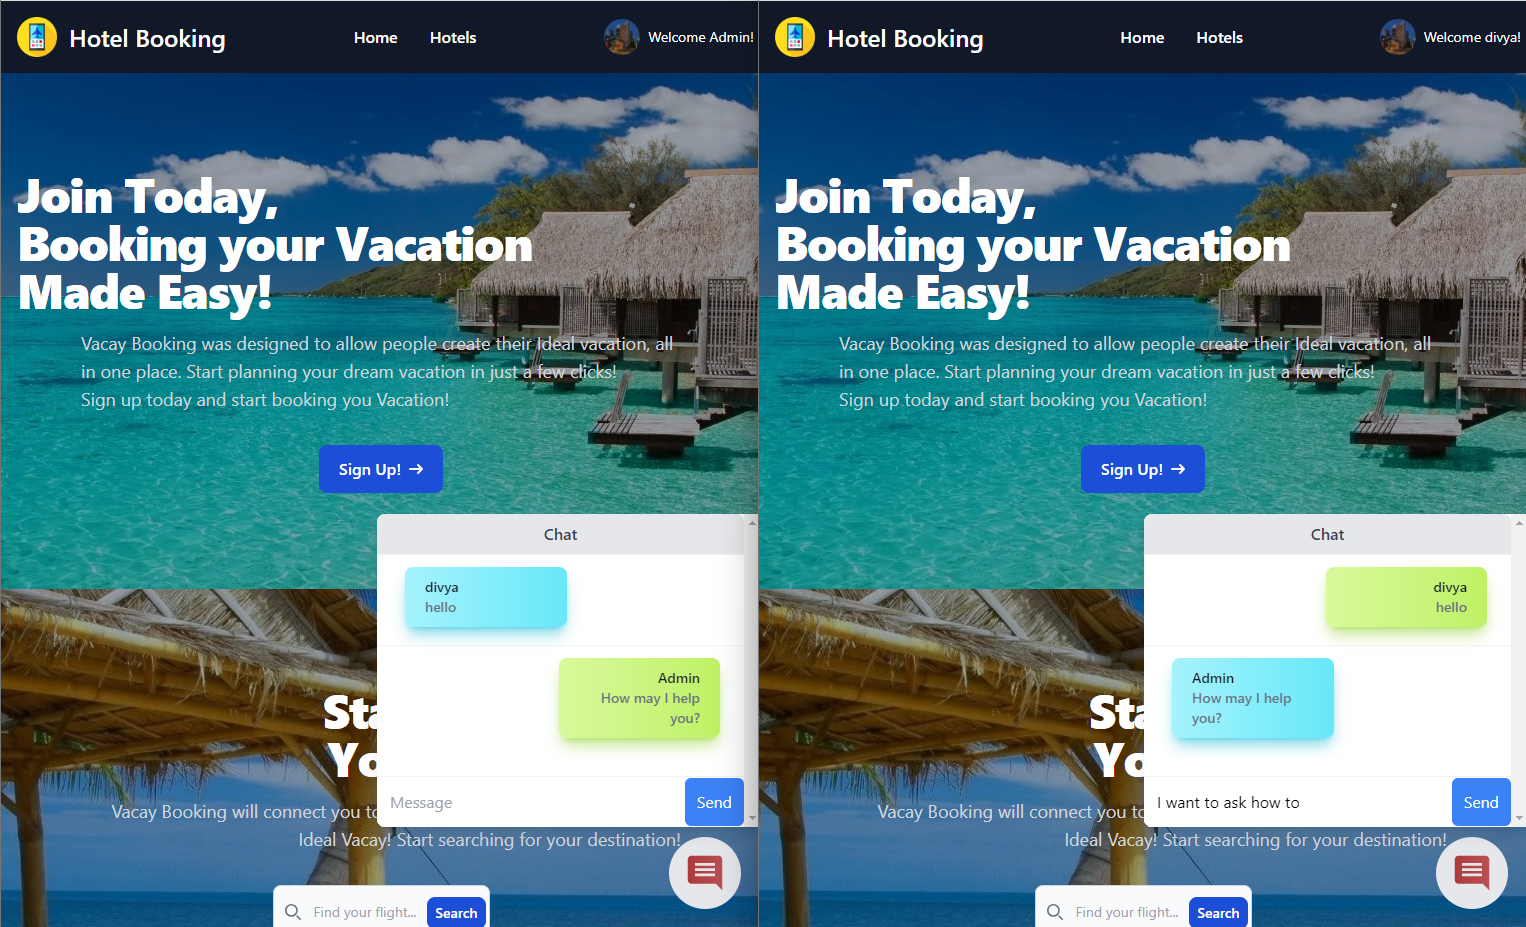 Hotel Booking
Home
Hotels
Welcome Admin!
Join Today,
Booking your Vacation
Made Easy!
Vacay Booking was designed to allow people create their Ideal vacation, all
in one place. Start planning your dream vacation in just a few clicks!
Sign up today and start booking you Vacation!
Sign Up! →
Chat
divya
hello
Admin
How may I help
you?
Message
Send
Sta
Yo
Vacay Booking will connect you to
Ideal Vacay! Start searching for your destination!
Find your flight...
Search
Hotel Booking
Home
Hotels
Welcome divya!
Join Today,
Booking your Vacation
Made Easy!
Vacay Booking was designed to allow people create their Ideal vacation, all
in one place. Start planning your dream vacation in just a few clicks!
Sign up today and start booking you Vacation!
Sign Up! →
Chat
divya
hello
Admin
How may I help
you?
I want to ask how to
Send
Sta
Yo
Vacay Booking will connect you to
Ideal Vacay! Start searching for your destination!
Find your flight...
Search